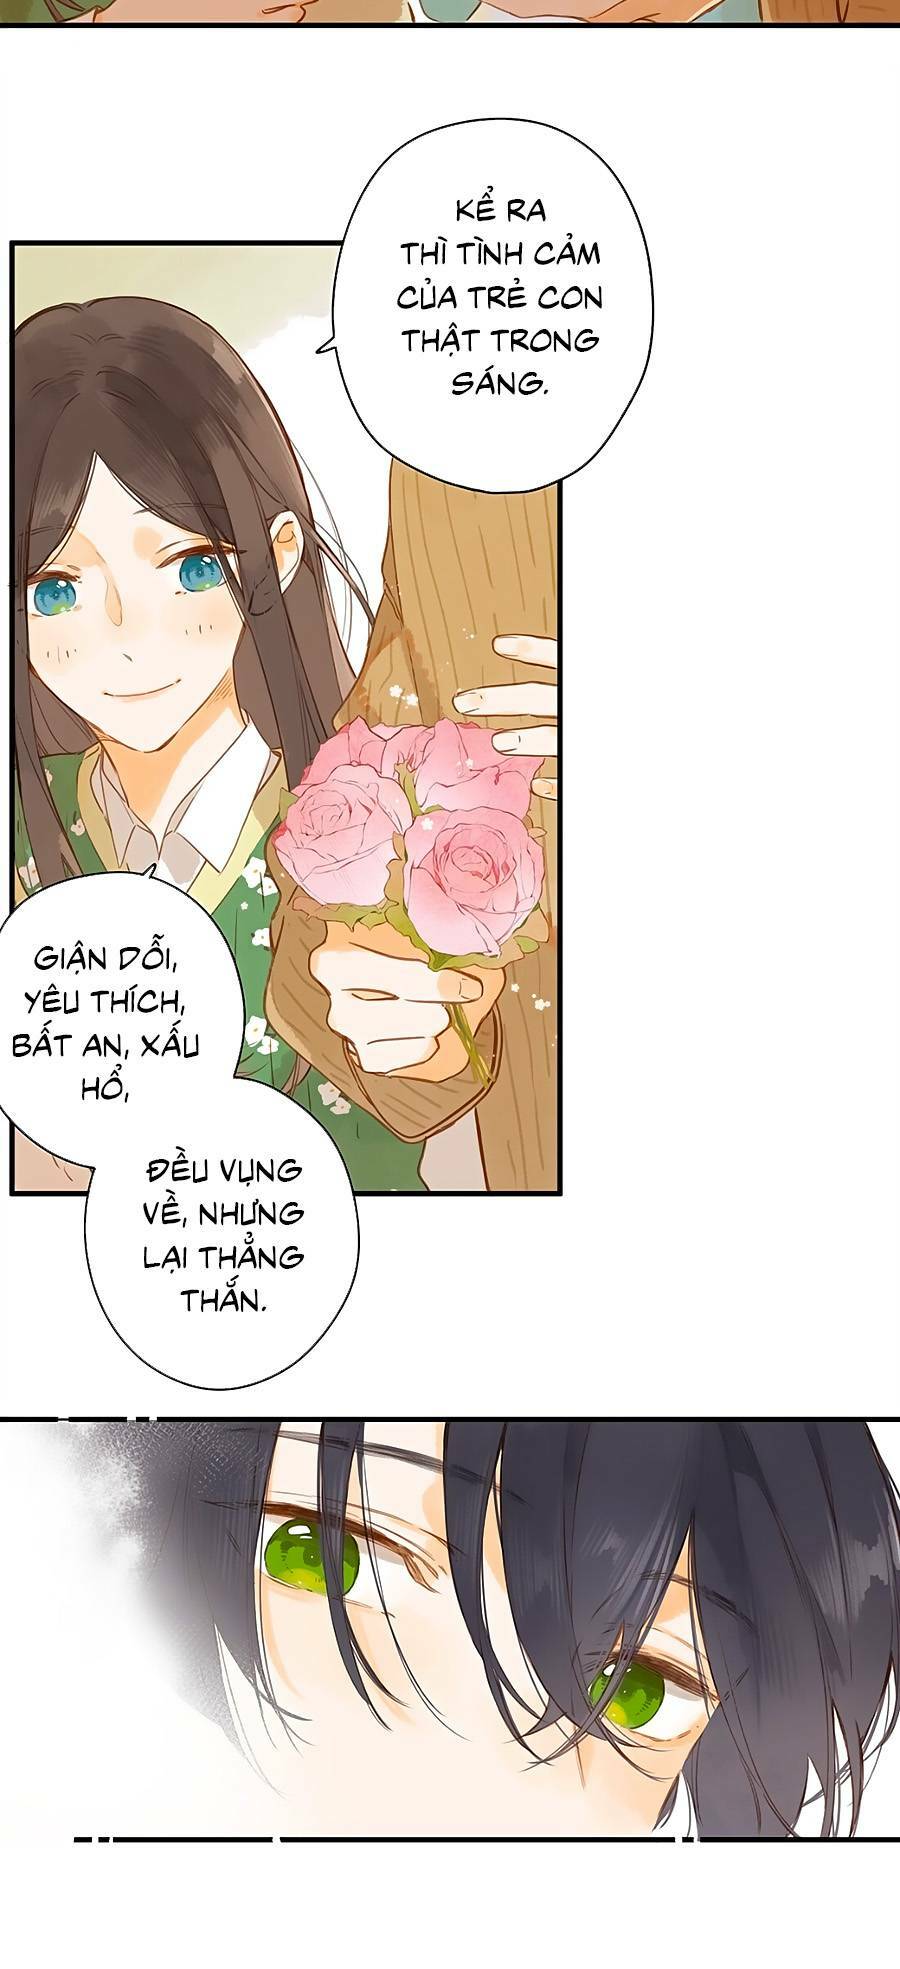 KỂ RA
THÌ TÌNH CẢM
CỦA TRẺ CON
THẬT TRONG
SÁNG.
GIẬN DỖI,
YÊU THÍCH,
BẤT AN, XẤU
HỔ,
ĐỀU VỤNG
VỀ, NHƯNG
LẠI THẲNG
THẮN.